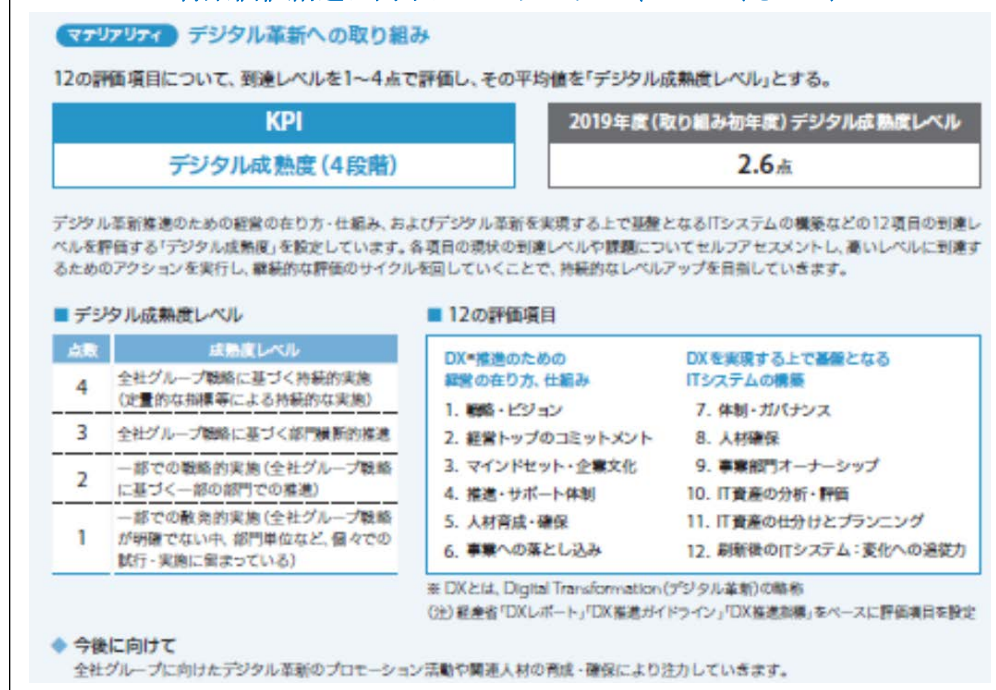 マテリアリティ デジタル革新への取り組み
12の評価項目について、到達レベルを1〜4点で評価し、その平均値を「デジタル成熟度レベル」とする。
KPI
デジタル成熟度(4段階)
2019年度(取り組み初年度)デジタル成熟度レベル
2.6点
デジタル革新推進のための経営の在り方・仕組み、およびデジタル革新を実現する上で基盤となるITシステムの構築などの12項目の到達レ
ベルを評価する「デジタル成熟度」を設定しています。各項目の現状の到達レベルや課題についてセルフアセスメントし、高いレベルに到達す
るためのアクションを実行し、継続的な評価のサイクルを回していくことで、持続的なレベルアップを目指していきます。
■ デジタル成熟度レベル
点数 成熟度レベル
4 全社グループ戦略に基づく持続的実施
(定量的な指標等による持続的な実施)
3 全社グループ戦略に基づく部門横断的推進
2 一部での戦略的実施(全社グループ戦略
に基づく一部の部門での推進)
1 一部での散発的実施(全社グループ戦略
が明確でない中、部門単位など、個々での
試行・実施に留まっている)
■ 12の評価項目
DX※推進のための
経営の在り方、仕組み
1. 戦略・ビジョン
2. 経営トップのコミットメント
3. マインドセット・企業文化
4. 推進・サポート体制
5. 人材育成・確保
6. 事業への落とし込み
DXを実現する上で基盤となる
ITシステムの構築
7. 体制・ガバナンス
8. 人材確保
9. 事業部門オーナーシップ
10. IT資産の分析・評価
11. IT資産の仕分けとプランニング
12. 刷新後のITシステム:変化への追従力
※ DXとは、Digital Transformation(デジタル革新)の略称
(注)経産省「DXレポート」「DX推進ガイドライン」「DX推進指標」をベースに評価項目を設定
◆ 今後に向けて
全社グループに向けたデジタル革新のプロモーション活動や関連人材の育成・確保により注力していきます。